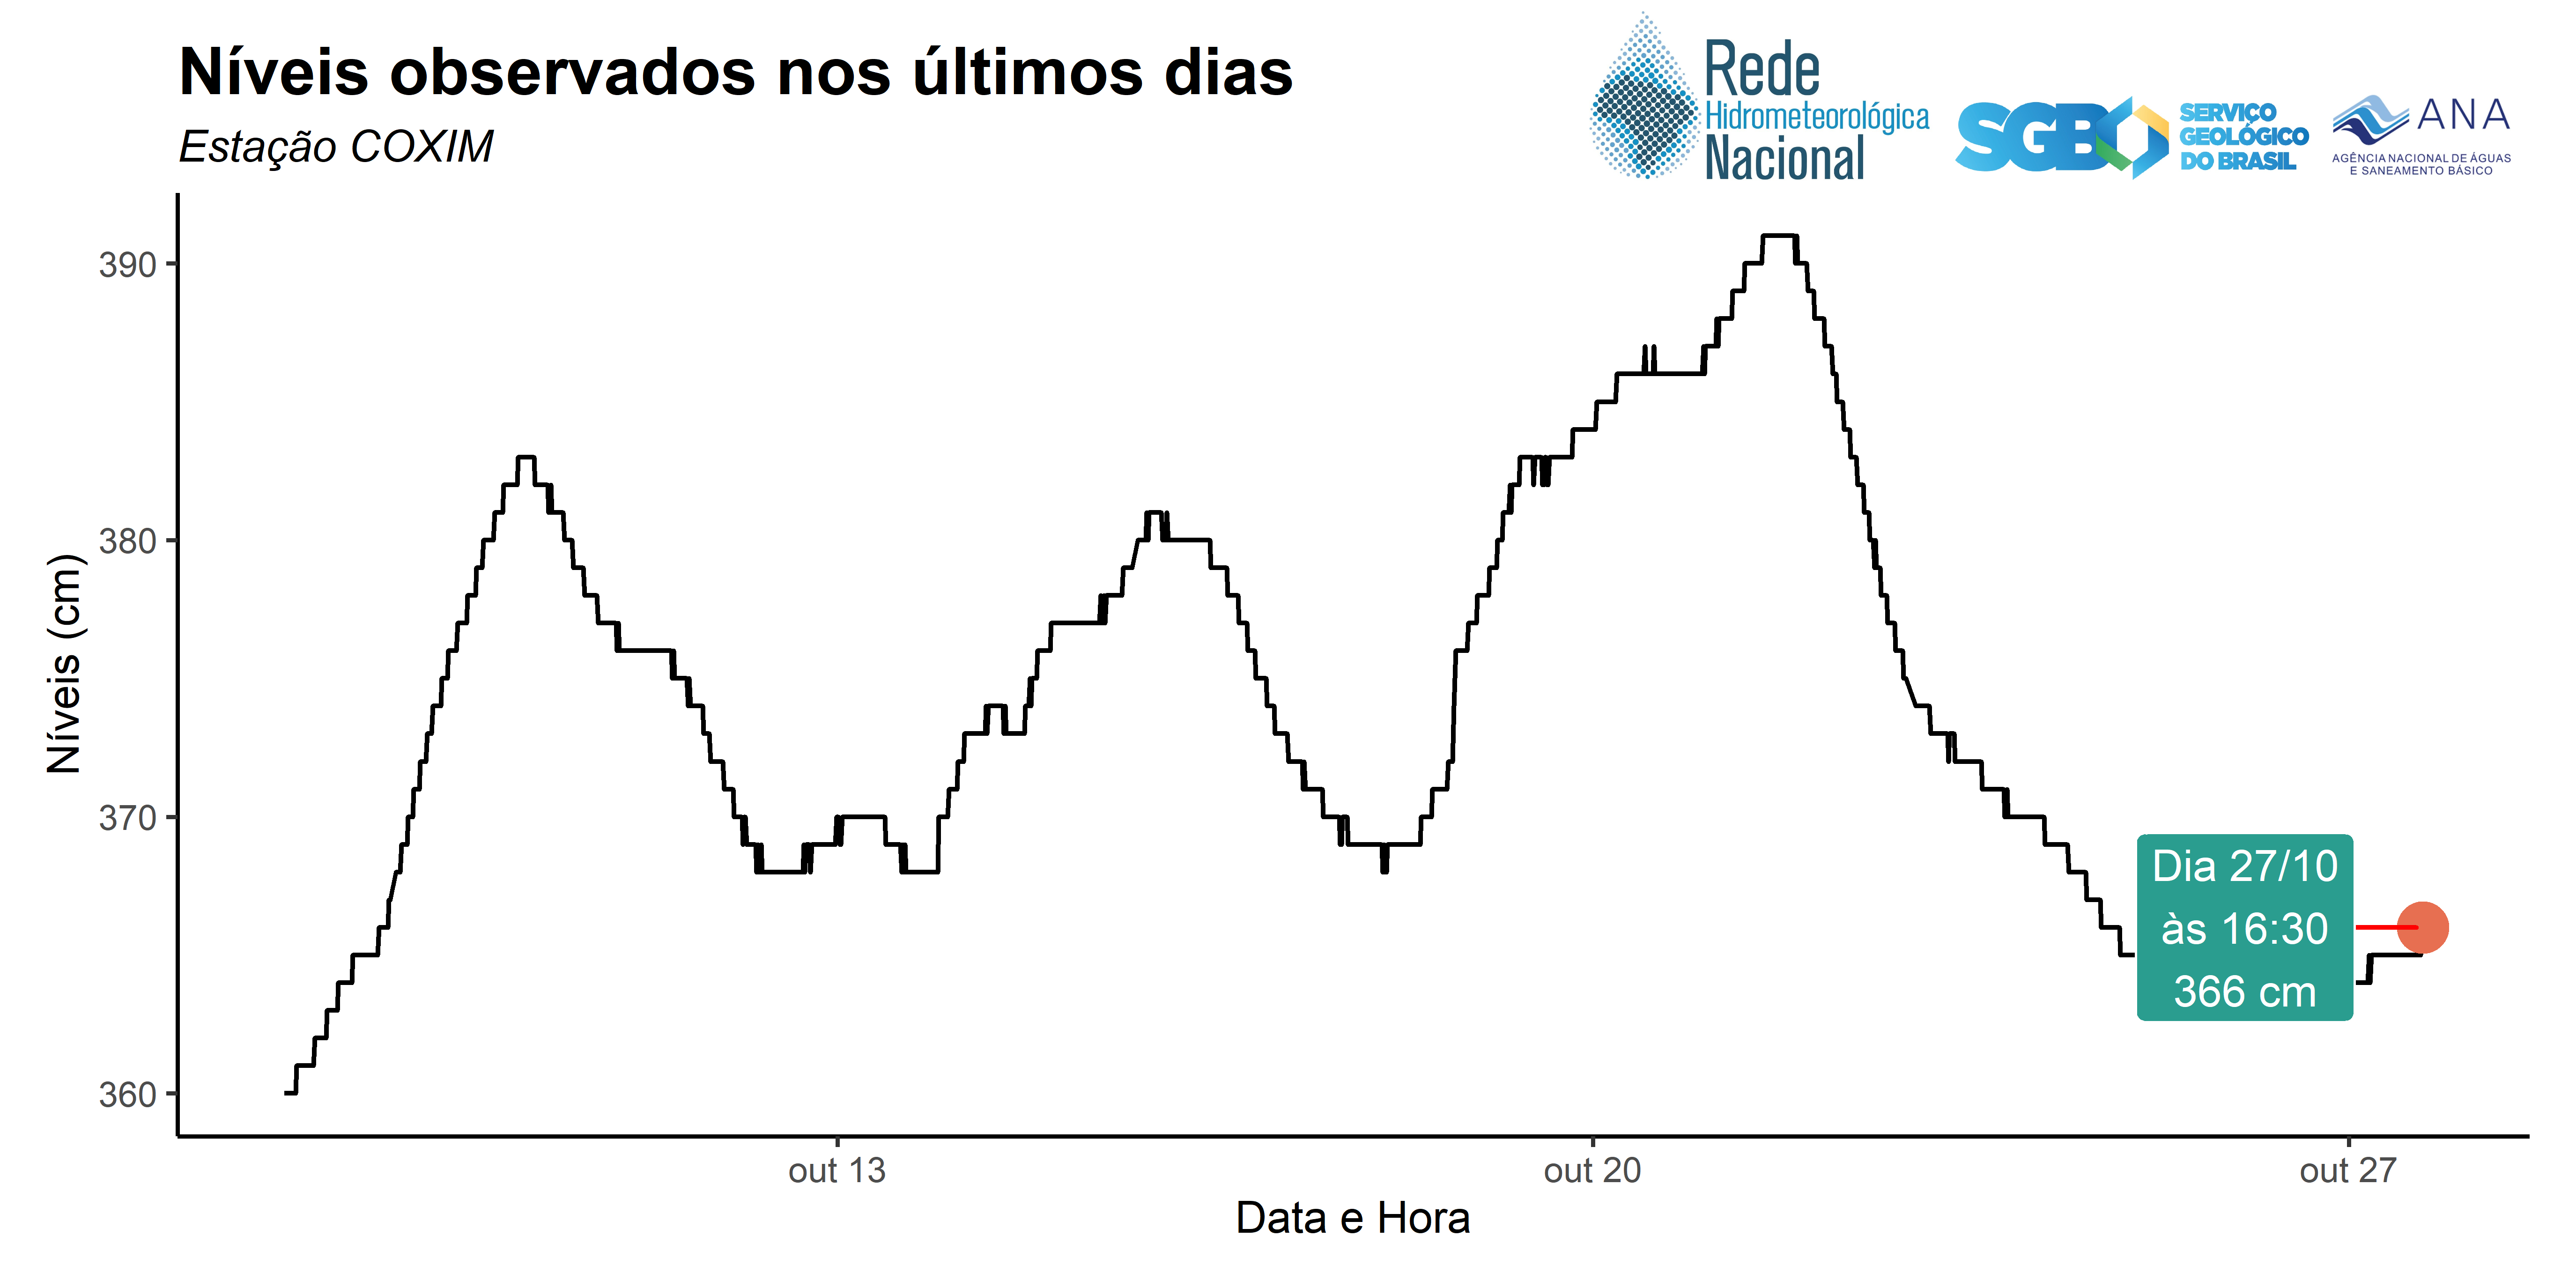 Níveis observados nos últimos dias
Estação COXIM
Rede
Hidrometeorológica
Nacional
SGB
SERVIÇO
GEOLÓGICO
DO BRASIL
ANA
AGÊNCIA NACIONAL DE ÁGUAS
E SANEAMENTO BÁSICO
390
380
370
360
Níveis (cm)
Dia 27/10
às 16:30
366 cm
out 13
out 20
out 27
Data e Hora